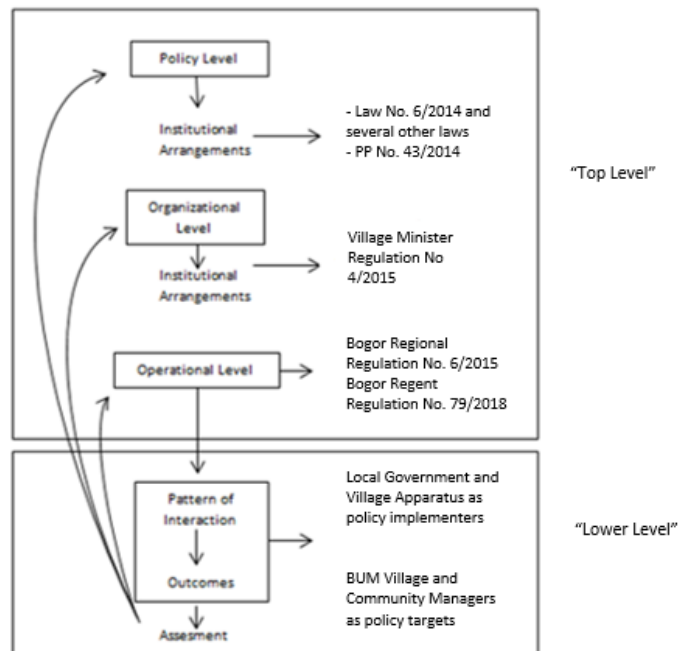 Policy Level
Institutional
Arrangements
- Law No. 6/2014 and
several other laws
- PP No. 43/2014
"Top Level"
Organizational
Level
Institutional
Arrangements
Village Minister
Regulation No
4/2015
Operational Level
Bogor Regional
Regulation No. 6/2015
Bogor Regent
Regulation No. 79/2018
Pattern of
Interaction
Outcomes
Assesment
Local Government and
Village Apparatus as
policy implementers
BUM Village and
Community Managers
as policy targets
"Lower Level"